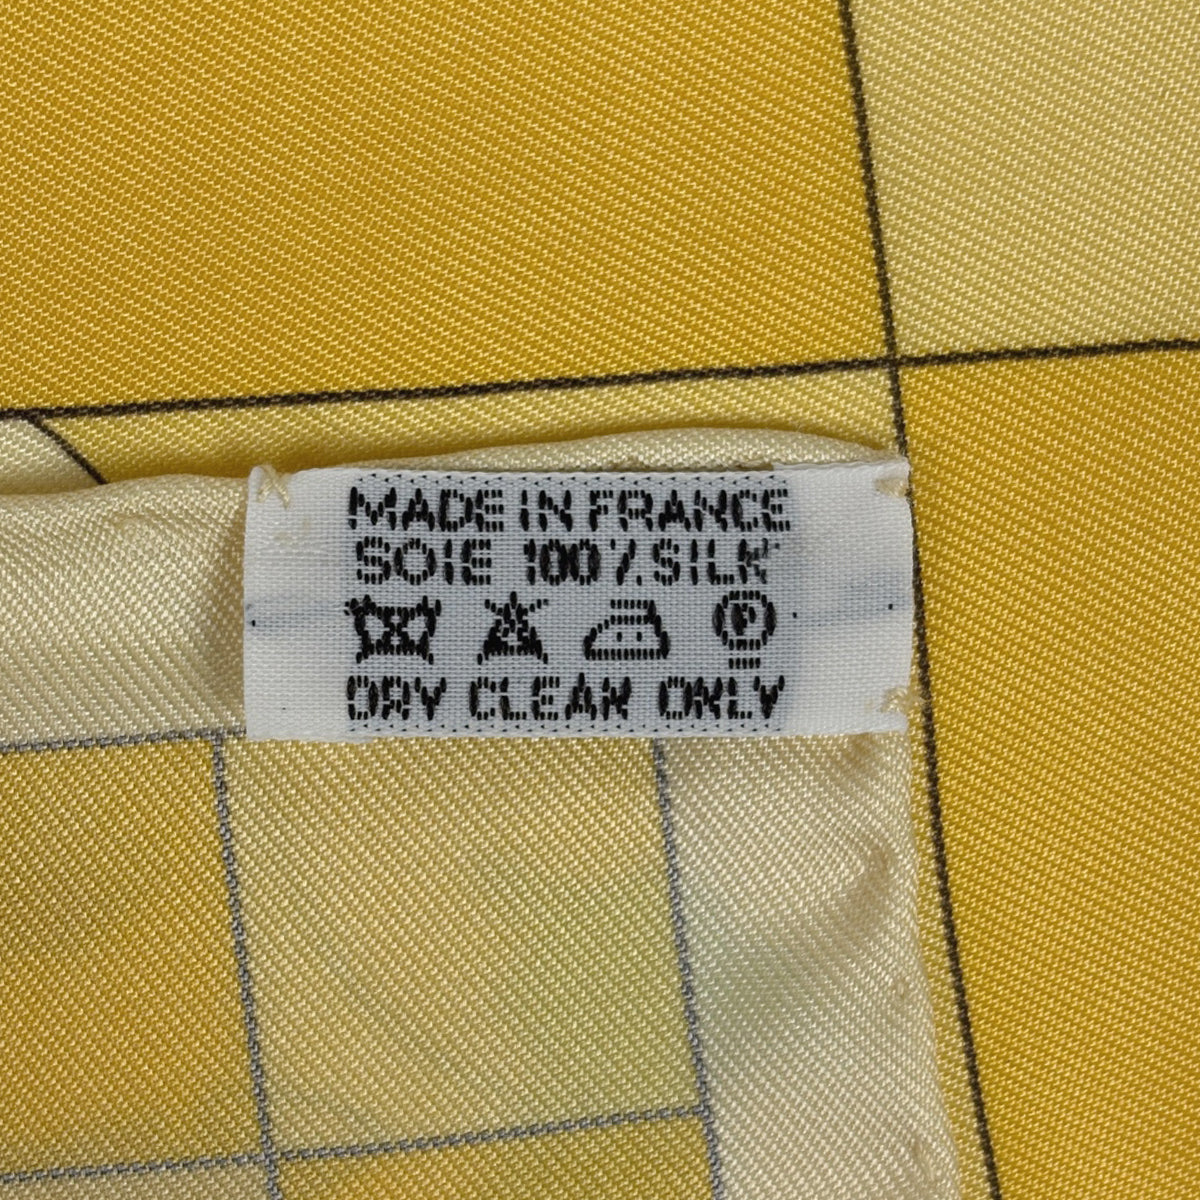 MADE IN FRANCE
SOIE 100% SILK
P
DRY CLEAN ONLY